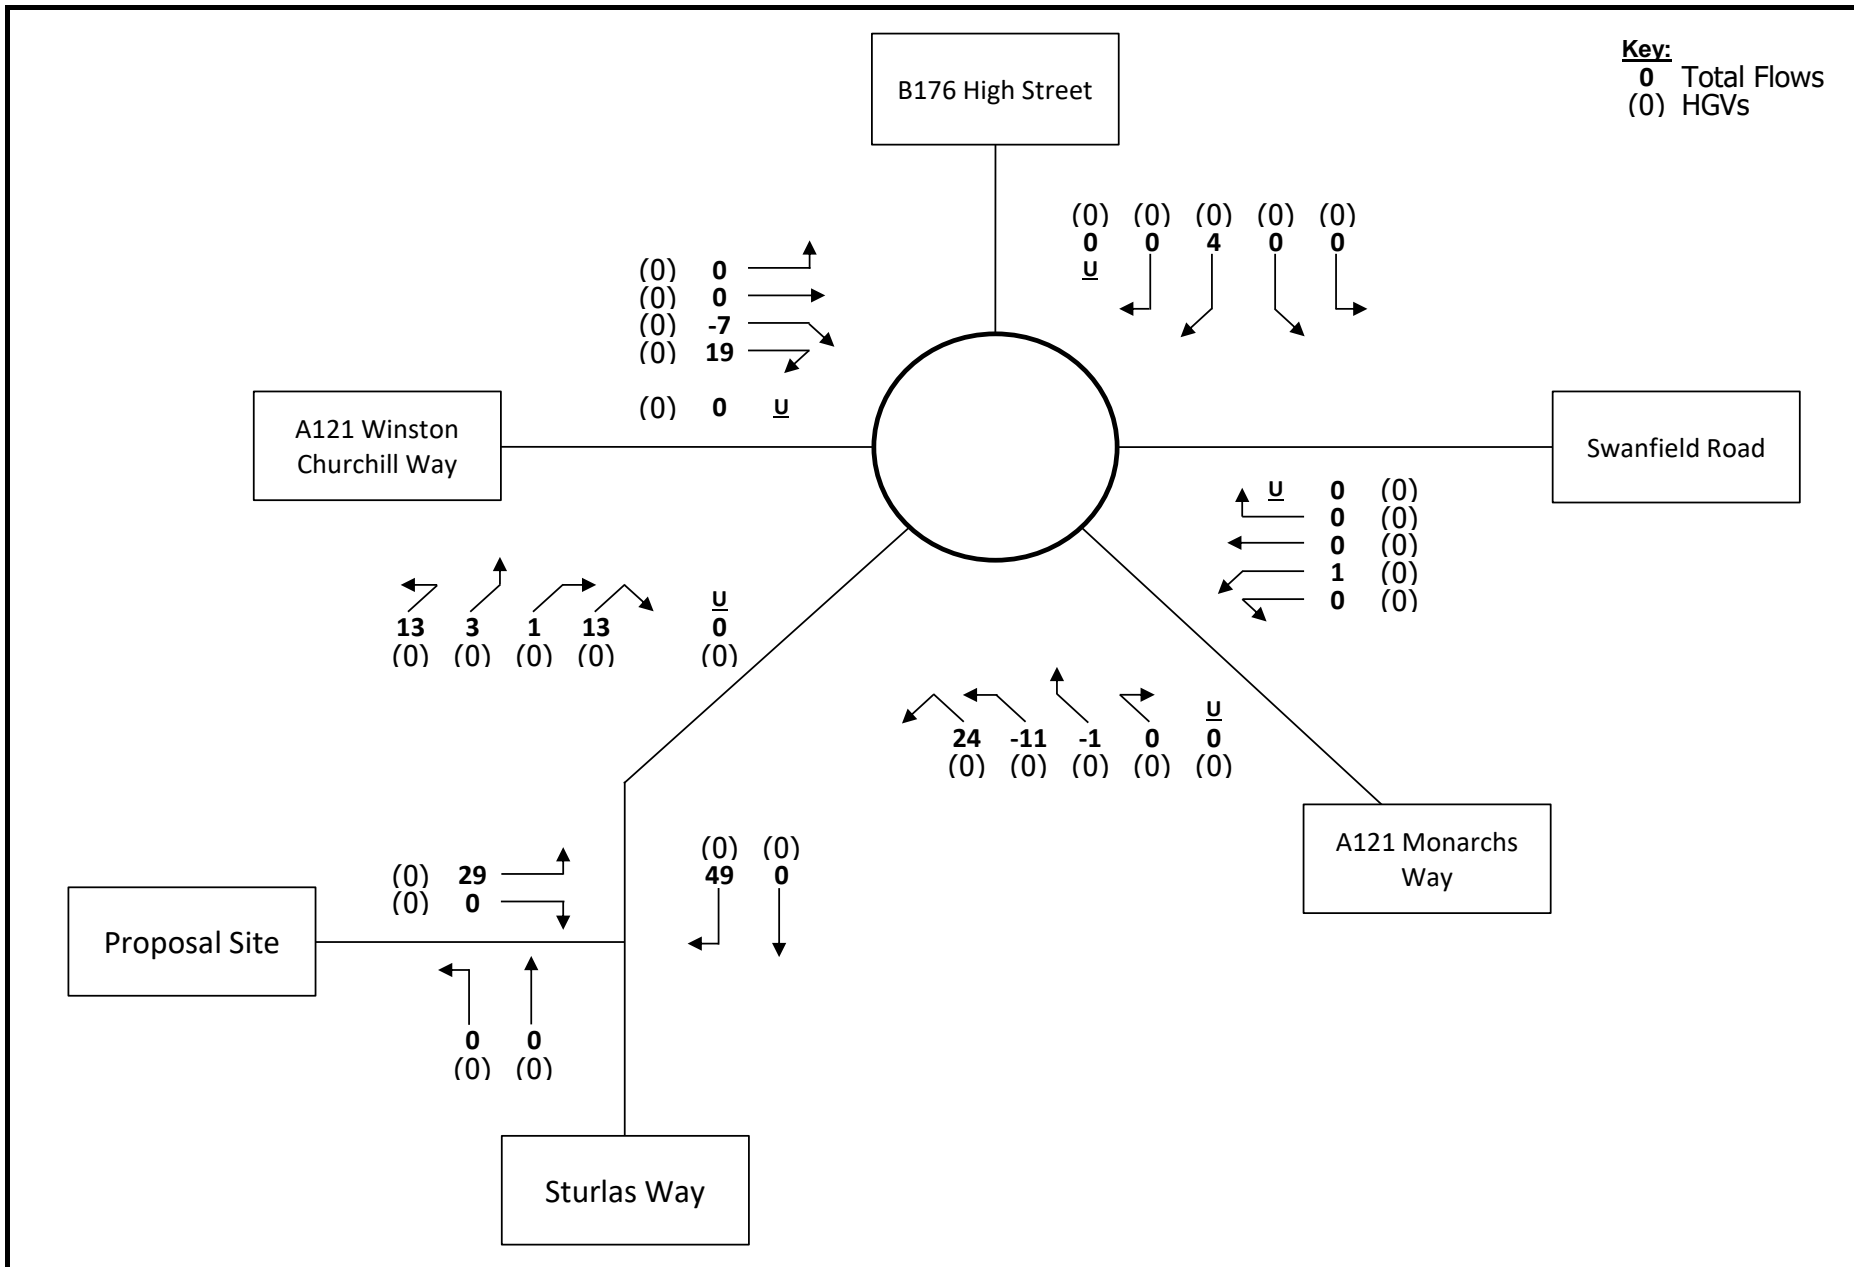 B176 High Street
Key:
0 Total Flows
(0) HGVs
(0) (0) (0) (0) (0)
0 0 4 0 0
U
(0) 0
(0) 0
(0) -7
(0) 19
(0) 0 U
A121 Winston
Churchill Way
Swanfield Road
U 0 (0)
0 (0)
0 (0)
1 (0)
0 (0)
U
13 3 1 13 0
(0) (0) (0) (0) (0)
U
24 -11 -1 0 0
(0) (0) (0) (0) (0)
A121 Monarchs
Way
(0) (0)
49 0
(0) 29
(0) 0
Proposal Site
0 0
(0) (0)
Sturlas Way